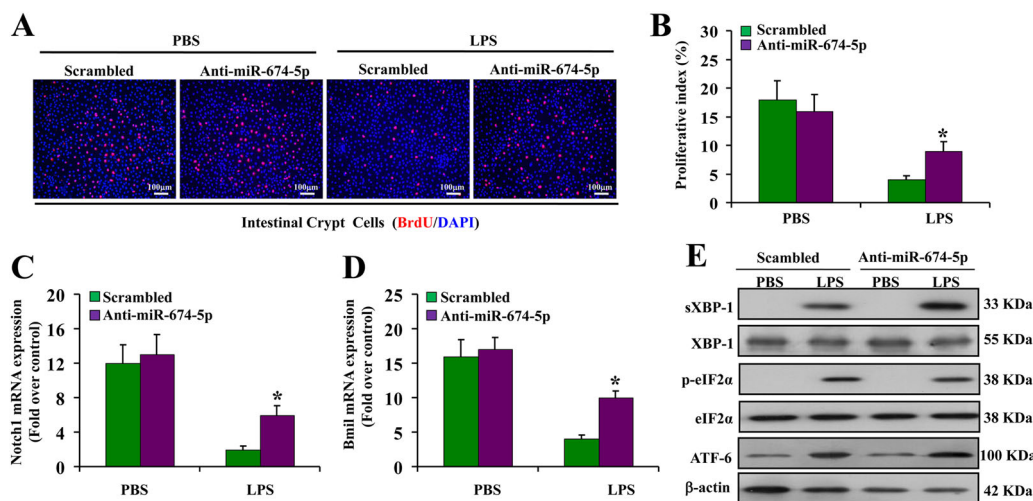 A
PBS
LPS
Scrambled
Anti-miR-674-5p
Scrambled
Anti-miR-674-5p
100μm
100μm
100μm
100μm
Intestinal Crypt Cells (BrdU/DAPI)
B
Scrambled
Anti-miR-674-5p
Proliferative index (%)
25
20
15
10
5
0
*
PBS
LPS
C
Scrambled
Anti-miR-674-5p
Notch1 mRNA expression
(Fold over control)
16
12
8
4
0
*
PBS
LPS
D
Scrambled
Anti-miR-674-5p
Bmil mRNA expression
(Fold over control)
25
20
15
10
5
0
*
PBS
LPS
E
Scambled
Anti-miR-674-5p
PBS
LPS
PBS
LPS
sXBP-1
33 KDa
XBP-1
55 KDa
p-eIF2α
38 KDa
eIF2α
38 KDa
ATF-6
100 KDa
β-actin
42 KDa